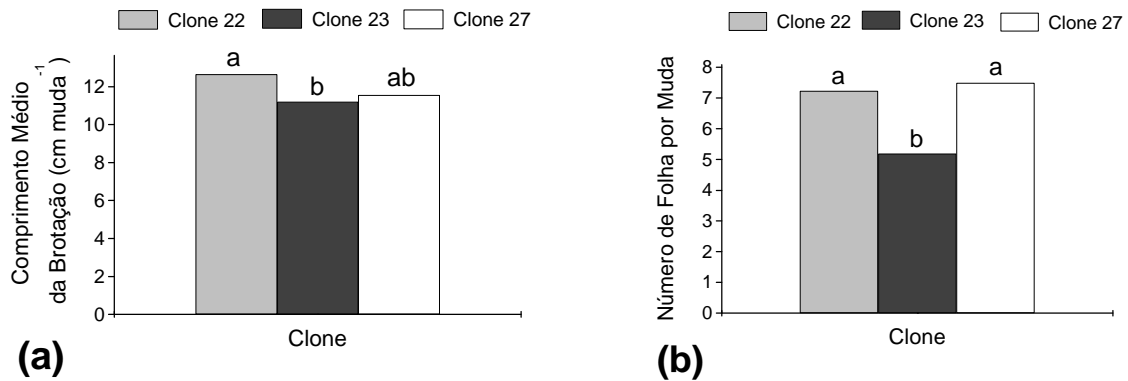 Clone 22 Clone 23 Clone 27
Comprimento Médio
da Brotação (cm muda-1)
12
10
8
6
4
2
0
a
b
ab
Clone
(a)
Clone 22 Clone 23 Clone 27
Número de Folha por Muda
8
7
6
5
4
3
2
1
0
a
b
a
Clone
(b)